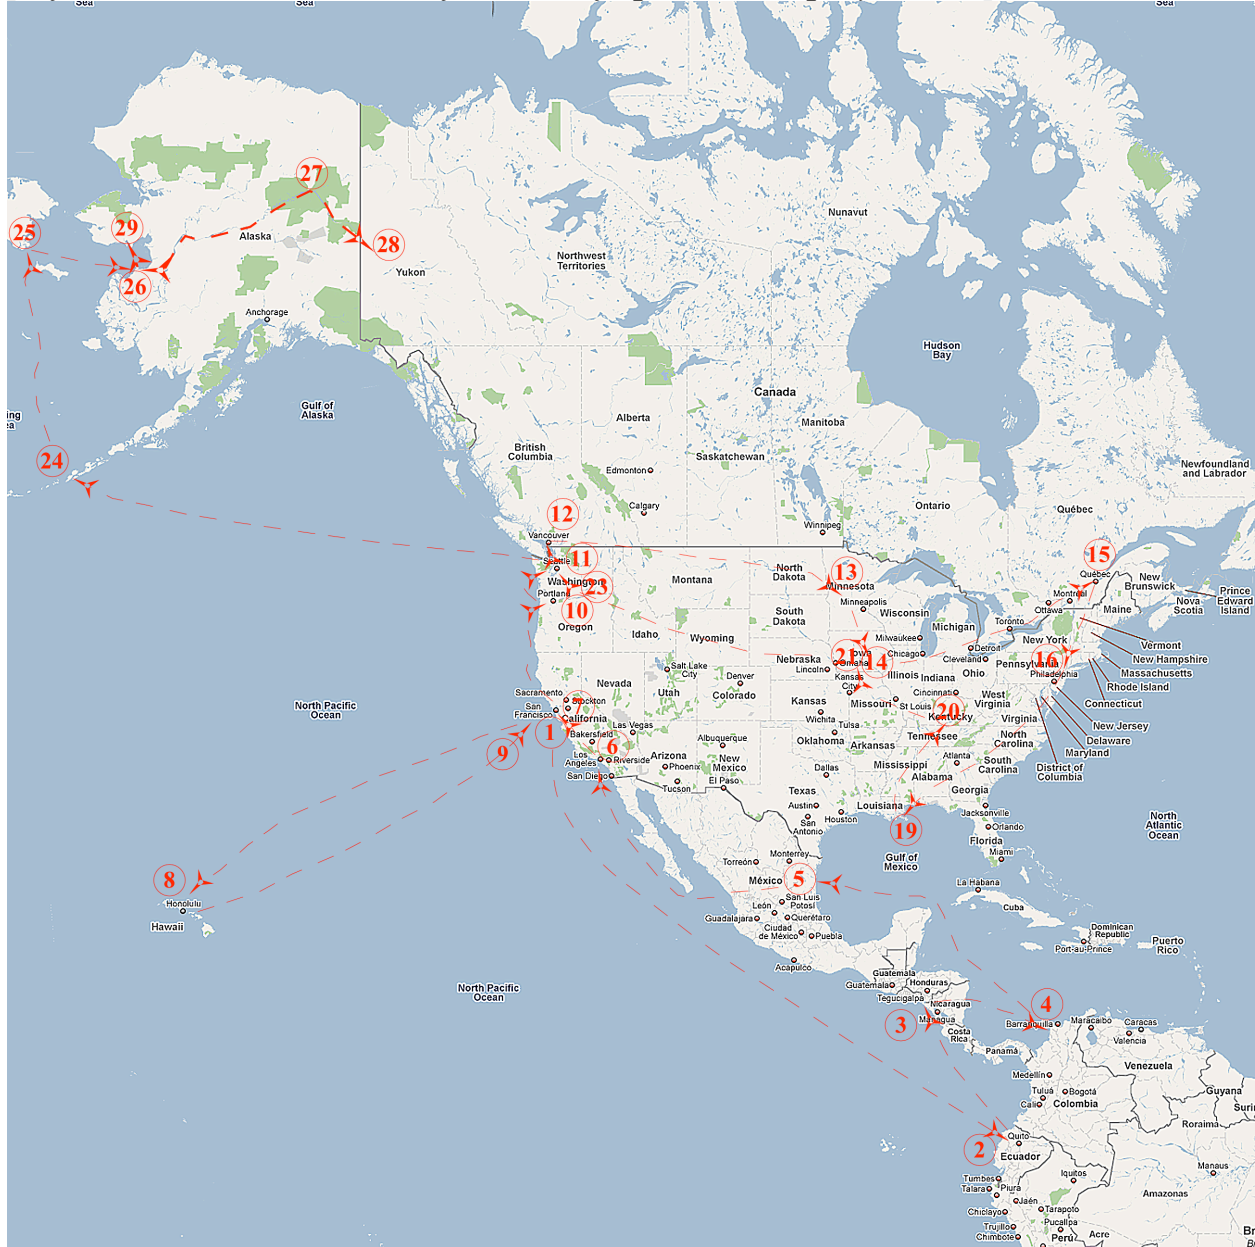 Sea
Sea
Sea
27
Nunavut
25
29
Alaska
28
Northwest
Territories
Yukon
26
Anchorage
Hudson
Bay
Gulf of
Alaska
Canada
ing
ea
Alberta
Manitoba
British
Columbia
Saskatchewan
24
Edmonton
Newfoundland
and Labrador
Calgary
Ontario
Québec
12
Winnipeg
Vancouver
15
11
Seattle
North
Dakota
13
Québec
New
Brunswick
Washington
23
Montana
Minnesota
Prince
Edward
Island
Portland
Montreal
Nova
Scotia
Minneapolis
Ottawa
Maine
10
South
Dakota
Wisconsin
Oregon
Toronto
Idaho
Michigan
Wyoming
Milwaukee
New York
Vermont
21
Iowa
Chicago
Detroit
16
New Hampshire
Nebraska
Omaha
14
Cleveland
Pennsylvania
Massachusetts
Lincoln
Salt Lake
City
Illinois
Indiana
Ohio
Philadelphia
Rhode Island
Nevada
Denver
Kansas
City
Connecticut
Sacramento
Utah
Colorado
Cincinnati
West
Virginia
Stockton
7
Kansas
Missouri
St Louis
20
North Pacific
Ocean
San
Francisco
California
Kentucky
Virginia
New Jersey
Las Vegas
Wichita
Tulsa
1
Bakersfield
Albuquerque
Oklahoma
Tennessee
North
Carolina
Delaware
9
6
Arkansas
Maryland
Los
Angeles
Riverside
Arizona
New
Mexico
Atlanta
South
Carolina
District of
Columbia
San Diego
Phoenix
Dallas
Mississippi
Alabama
Tucson
El Paso
Texas
Georgia
Austin
Louisiana
Jacksonville
San
Antonio
Houston
19
Orlando
North
Atlantic
Ocean
Florida
Miami
Monterrey
Gulf of
Mexico
Torreón
8
México
5
La Habana
Honolulu
San Luis
Potosí
Cuba
León
Hawaii
Guadalajara
Querétaro
Dominican
Republic
Ciudad
de México
Puebla
Port-au-Prince
Puerto
Rico
Acapulco
Guatemala
Guatemala
Honduras
North Pacific
Ocean
Tegucigalpa
Nicaragua
4
3
Managua
Barranquilla
Maracaibo
Caracas
Costa
Rica
Valencia
Panamá
Venezuela
Medellín
Guyana
Tuluá
Bogotá
Cali
Colombia
Suri
Roraima
2
Quito
Ecuador
Manaus
Tumbes
Iquitos
Talara
Piura
Amazonas
Jaén
Chiclayo
Tarapoto
Trujillo
Pucallpa
Chimbote
Perú
Acre
Br